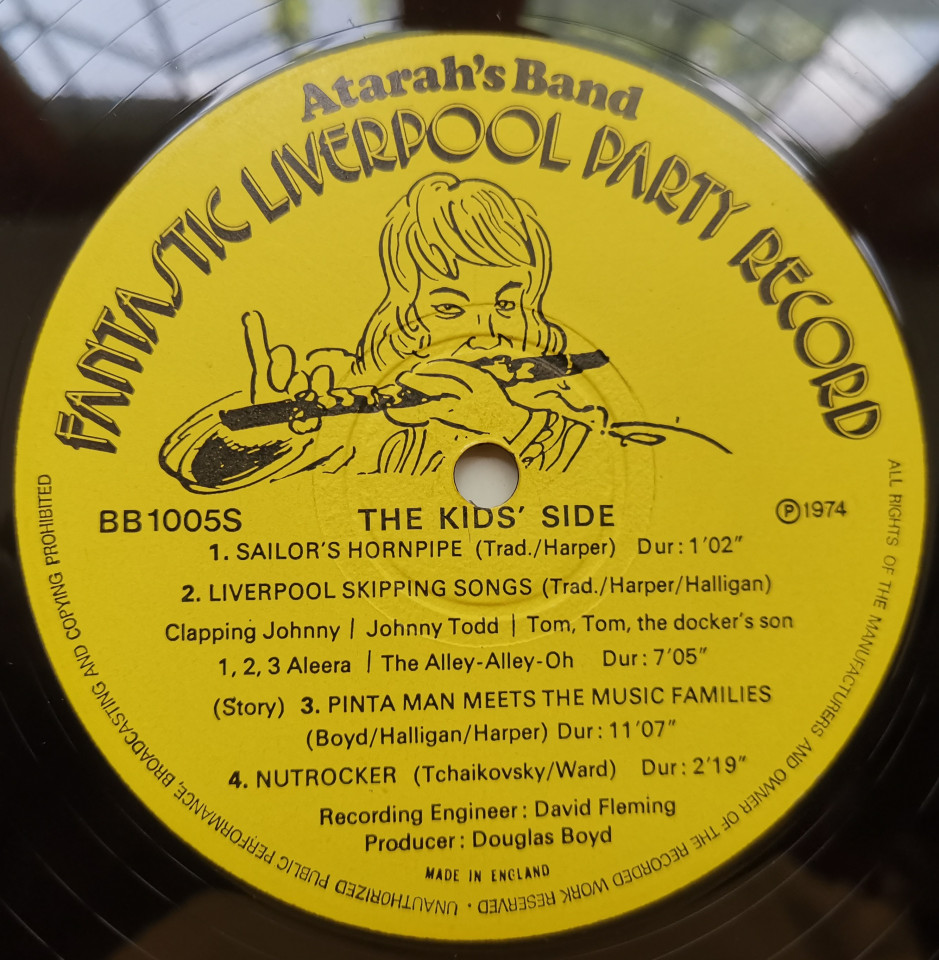 Atarah's Band
FANTASTIC LIVERPOOL PARTY RECORD
BB1005S
THE KIDS' SIDE
℗1974
1. SAILOR'S HORNPIPE (Trad./Harper) Dur: 1'02"
2. LIVERPOOL SKIPPING SONGS (Trad./Harper/Halligan)
Clapping Johnny | Johnny Todd | Tom, Tom, the docker's son
1, 2, 3 Aleera | The Alley-Alley-Oh Dur: 7'05"
(Story) 3. PINTA MAN MEETS THE MUSIC FAMILIES
(Boyd/Halligan/Harper) Dur: 11'07"
4. NUTROCKER (Tchaikovsky/Ward) Dur: 2'19"
Recording Engineer: David Fleming
Producer: Douglas Boyd
MADE IN ENGLAND
ALL RIGHTS OF THE MANUFACTURERS AND OWNER OF THE RECORDED WORK RESERVED · UNAUTHORIZED PUBLIC PERFORMANCE, BROADCASTING AND COPYING PROHIBITED